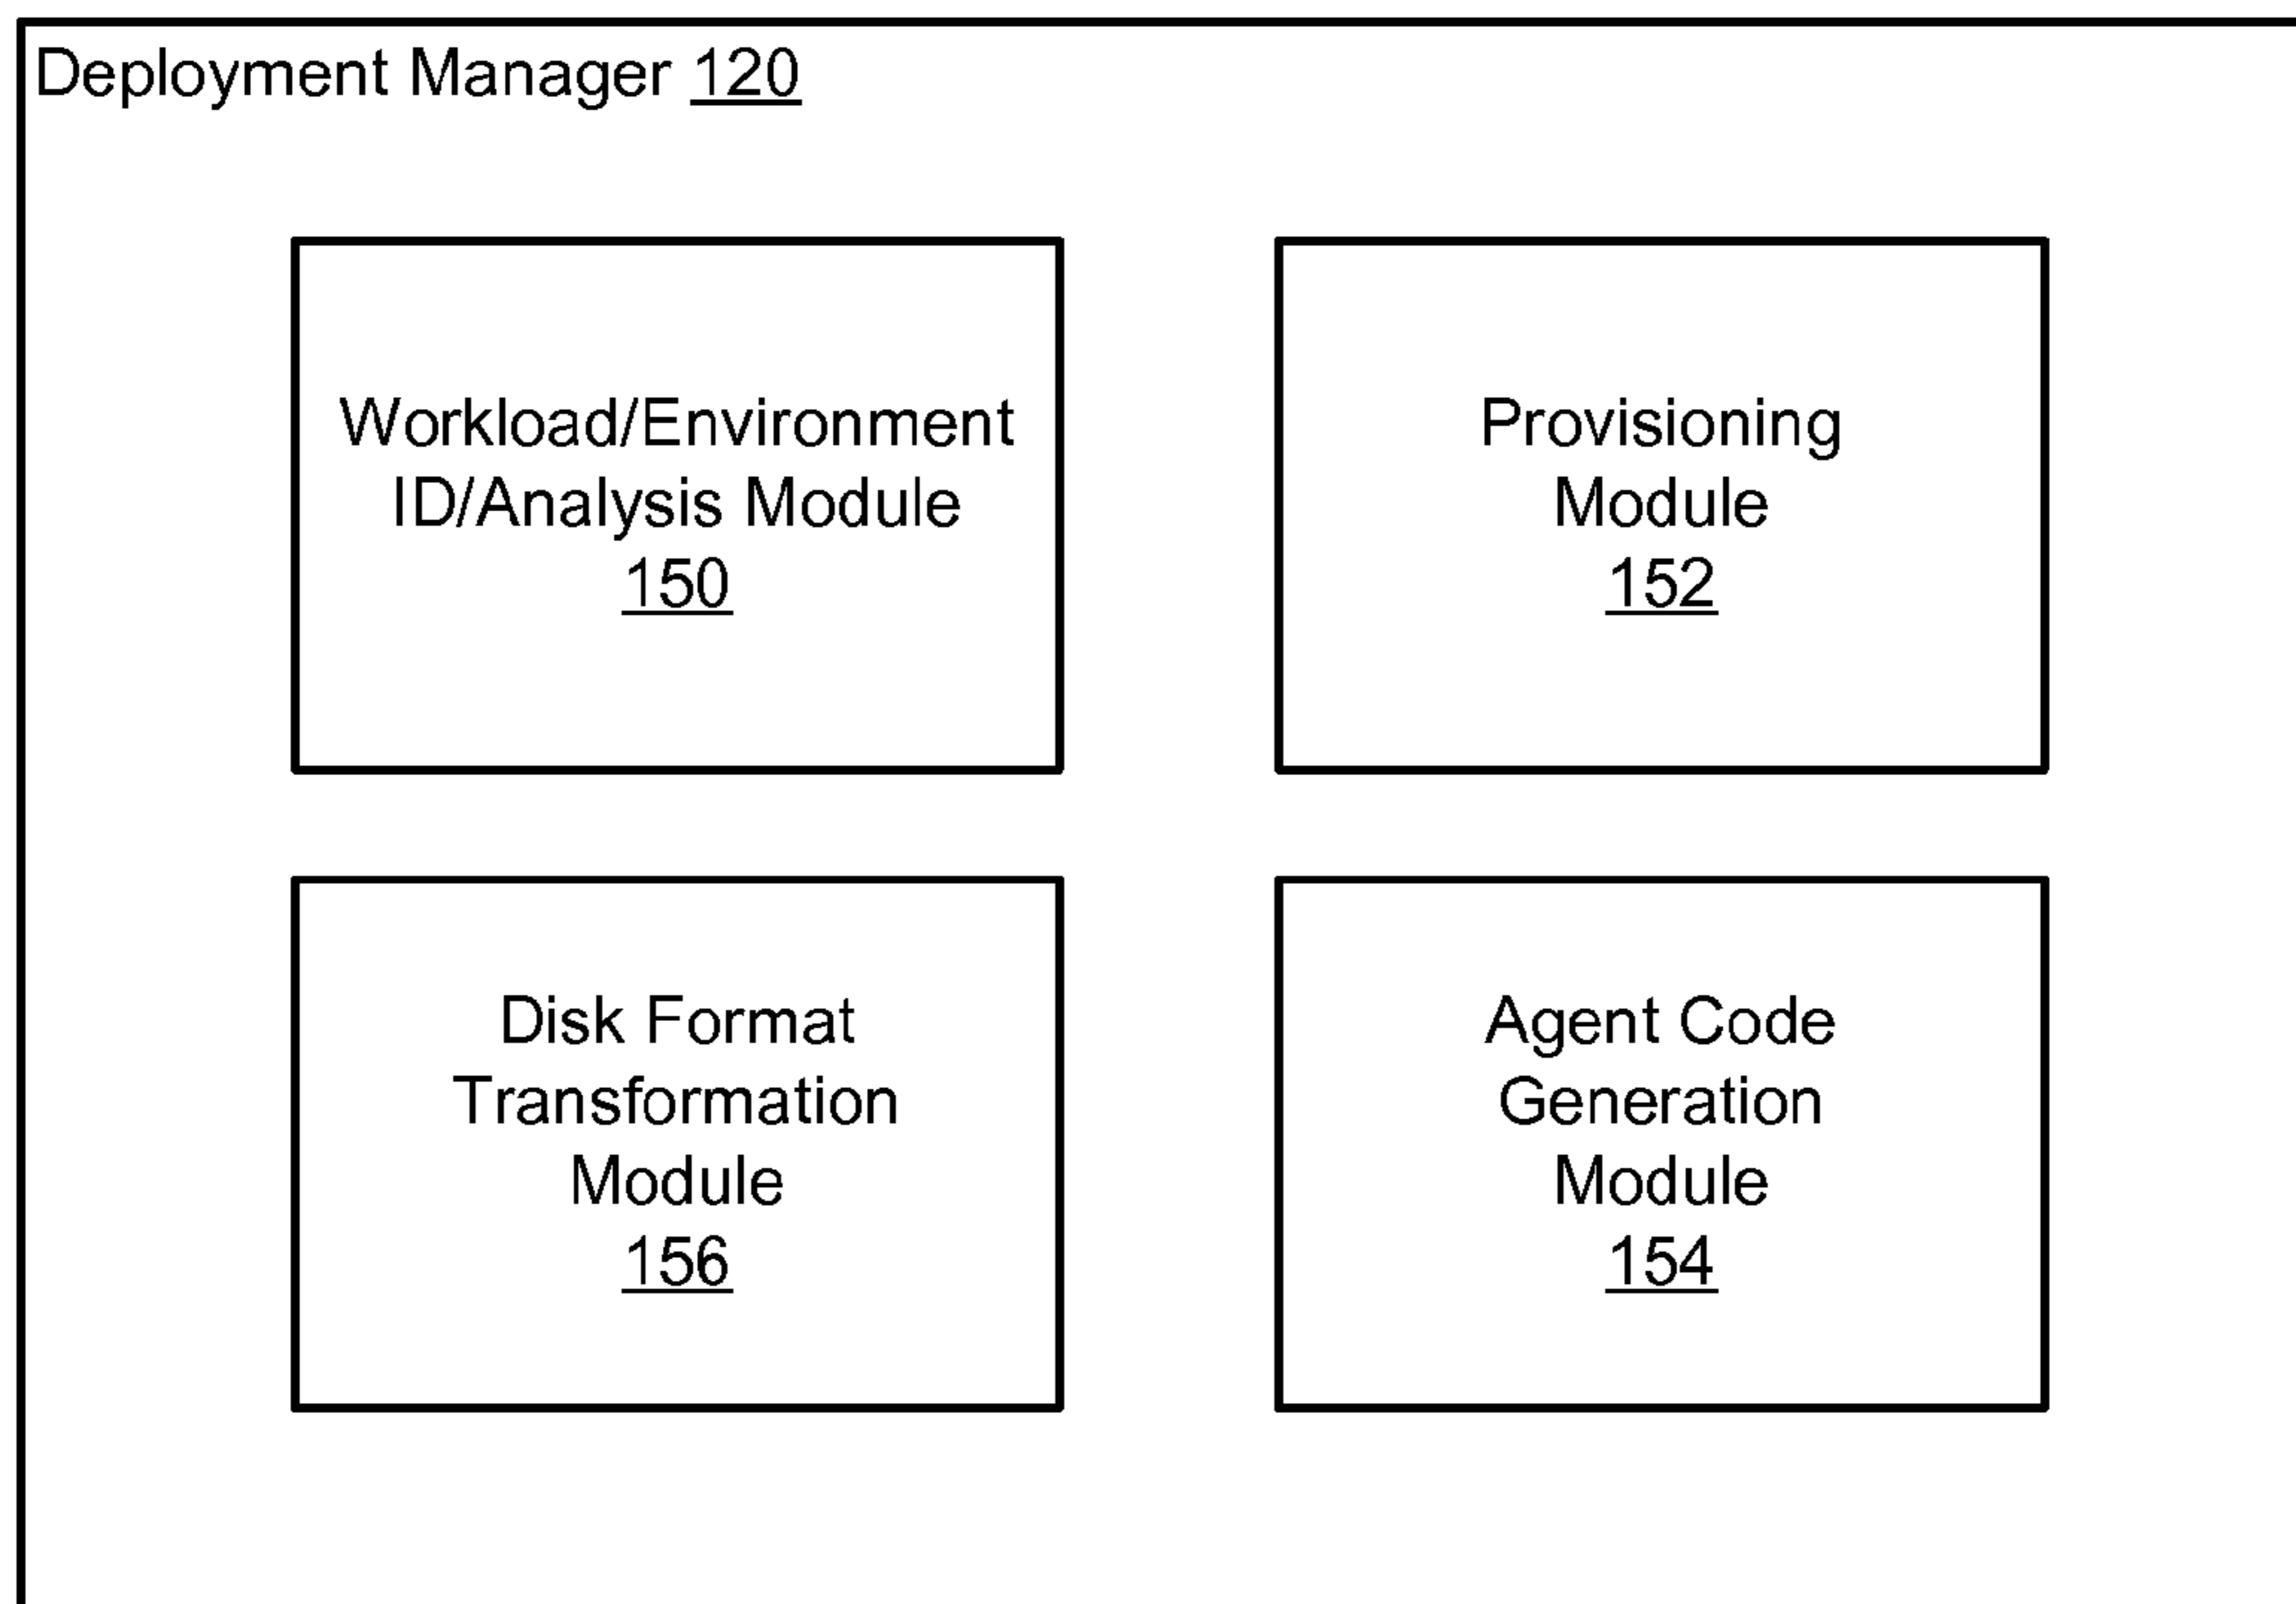 Deployment Manager 120
Workload/Environment
ID/Analysis Module
150
Provisioning
Module
152
Disk Format
Transformation
Module
156
Agent Code
Generation
Module
154